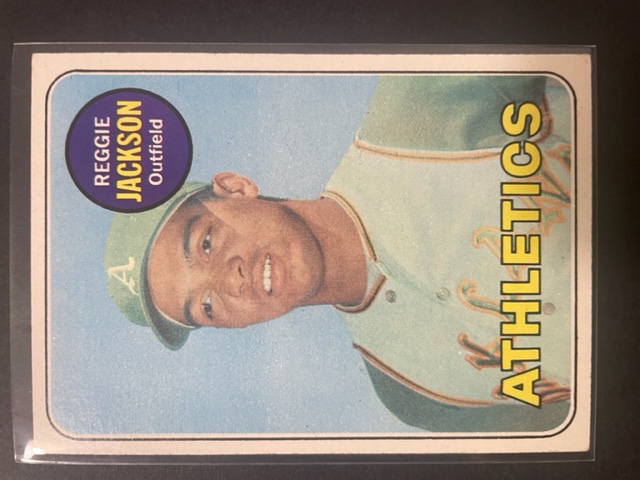 REGGIE
JACKSON
Outfield
A
ATHLETICS